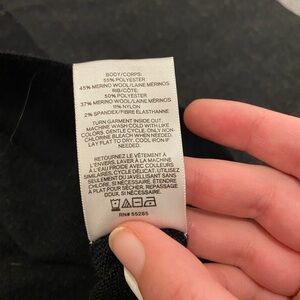 BODY/CORPS:
55% POLYESTER
45% MERINO WOOL/LAINE MÉRINOS
RIB/CÔTE:
50% POLYESTER
37% MERINO WOOL/LAINE MÉRINOS
11% NYLON
2% SPANDEX/FIBRE ÉLASTHANNE
TURN GARMENT INSIDE OUT.
MACHINE WASH COLD WITH LIKE
COLORS. GENTLE CYCLE. ONLY NON
CHLORINE BLEACH WHEN NEEDED.
LAY FLAT TO DRY. COOL IRON IF
NEEDED.
RETOURNEZ LE VÊTEMENT À
L'ENVERS. LAVER À LA MACHINE
À L'EAU FROIDE AVEC COULEURS
SIMILAIRES. CYCLE DÉLICAT. UTILISEZ
SEULEMENT DU JAVELLISANT SANS
CHLORE, SI NÉCESSAIRE. ÉTENDRE
À PLAT POUR SÉCHER. REPASSAGE
DOUX, SI NÉCESSAIRE.
RN# 55285